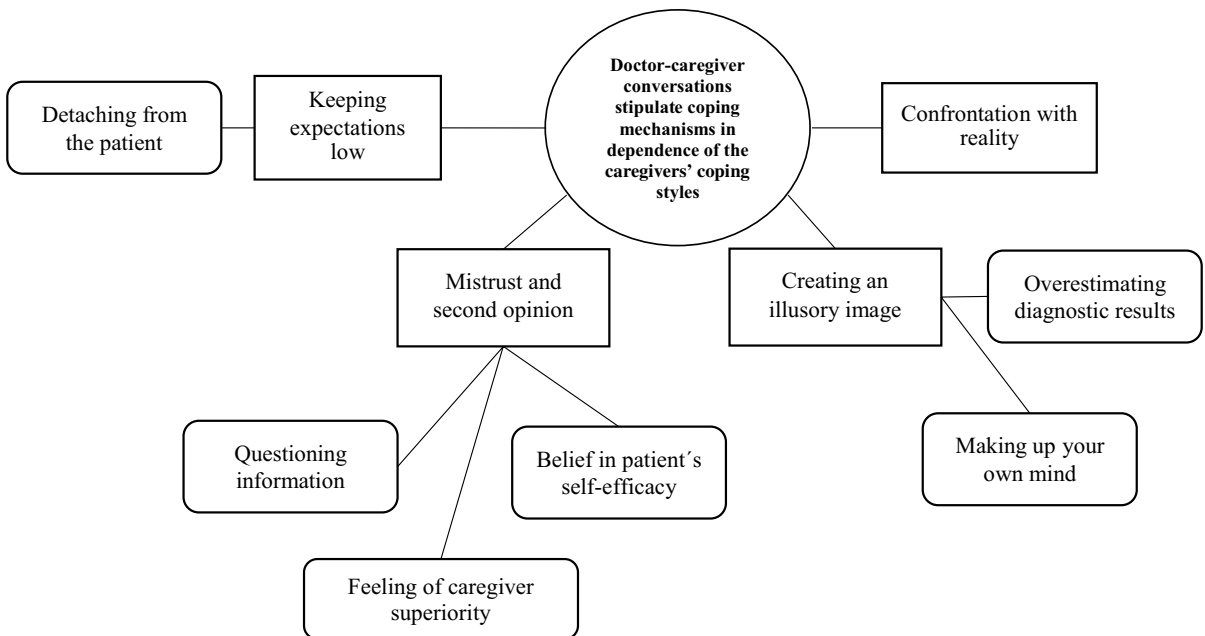 Doctor-caregiver
conversations
stipulate coping
mechanisms in
dependence of the
caregivers’ coping
styles
Detaching from
the patient
Keeping
expectations
low
Confrontation with
reality
Mistrust and
second opinion
Creating an
illusory image
Overestimating
diagnostic results
Questioning
information
Belief in patient´s
self-efficacy
Making up your
own mind
Feeling of caregiver
superiority